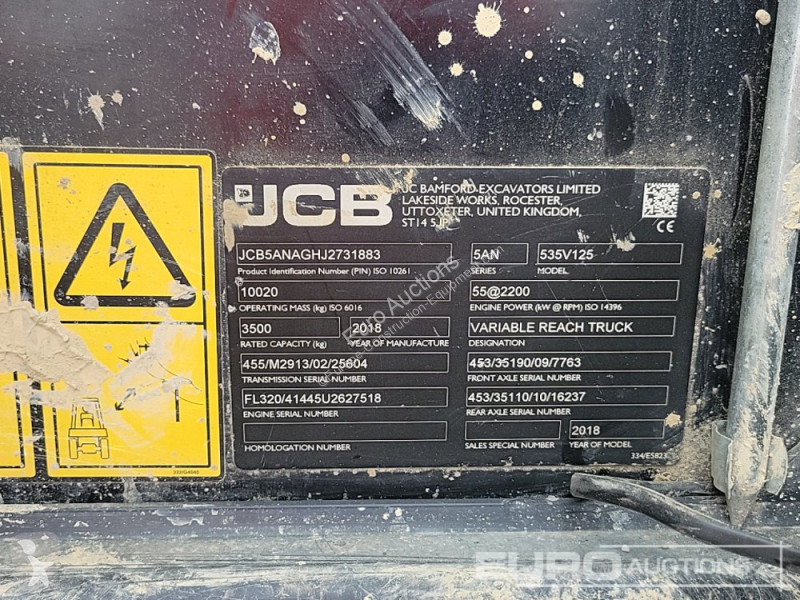 JCB
JC BAMFORD EXCAVATORS LIMITED
LAKESIDE WORKS, ROCESTER,
UTTOXETER, UNITED KINGDOM,
ST14 5JP
CE
JCB5ANAGHJ2731883
5AN
535V125
Product Identification Number (PIN) ISO 10261
SERIES
MODEL
10020
55@2200
OPERATING MASS (kg) ISO 6016
ENGINE POWER (kW @ RPM) ISO 14396
3500
2018
VARIABLE REACH TRUCK
RATED CAPACITY (kg)
YEAR OF MANUFACTURE
DESIGNATION
455/M2913/02/25604
453/35190/09/7763
TRANSMISSION SERIAL NUMBER
FRONT AXLE SERIAL NUMBER
FL320/41445U2627518
453/35110/10/16237
ENGINE SERIAL NUMBER
REAR AXLE SERIAL NUMBER
2018
HOMOLOGATION NUMBER
SALES SPECIAL NUMBER
YEAR OF MODEL
334/E5823
332/G4643
Euro Auctions
EURO AUCTIONS